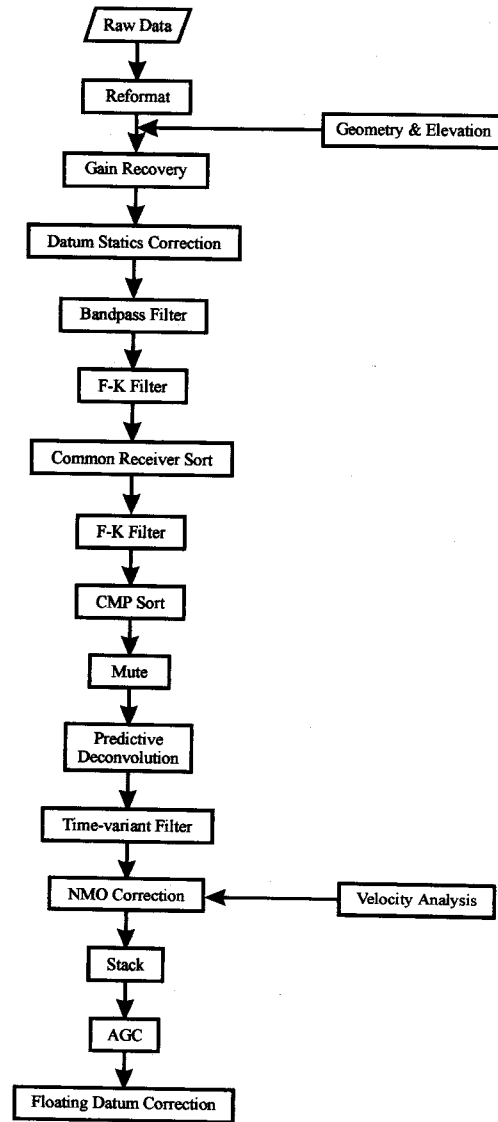 Raw Data
Reformat
Geometry & Elevation
Gain Recovery
Datum Statics Correction
Bandpass Filter
F-K Filter
Common Receiver Sort
F-K Filter
CMP Sort
Mute
Predictive
Deconvolution
Time-variant Filter
NMO Correction
Velocity Analysis
Stack
AGC
Floating Datum Correction